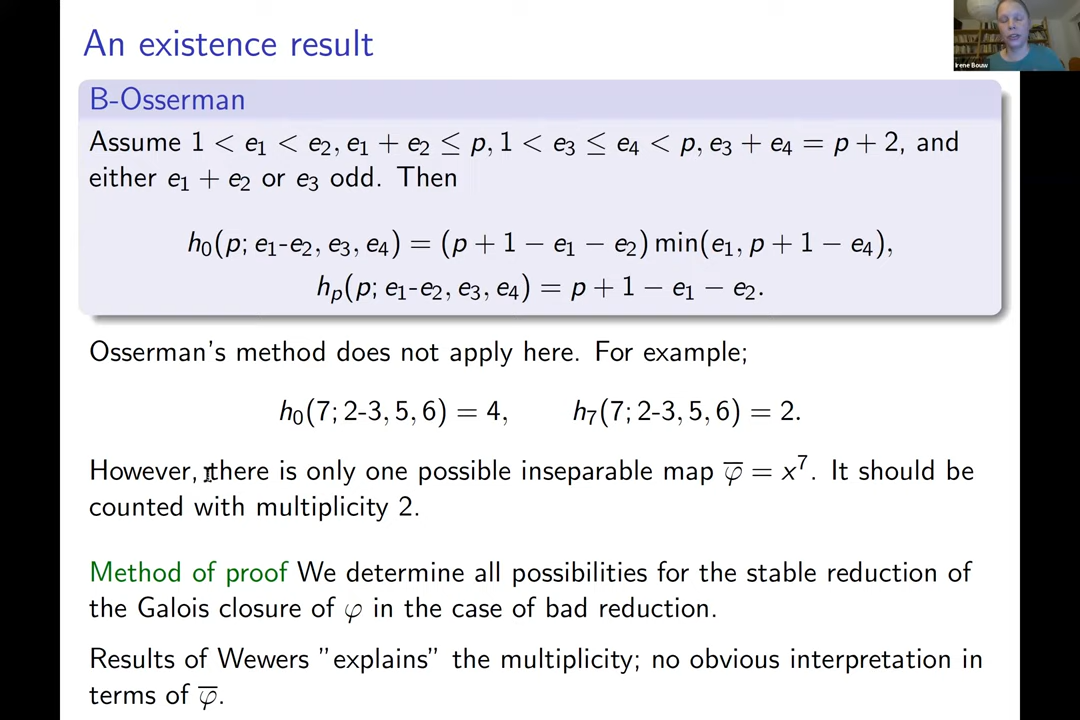 An existence result
Irene Bouw
B-Osserman
Assume 1 < e₁ < e₂, e₁ + e₂ ≤ p, 1 < e₃ ≤ e₄ < p, e₃ + e₄ = p + 2, and
either e₁ + e₂ or e₃ odd. Then
h₀(p; e₁-e₂, e₃, e₄) = (p + 1 − e₁ − e₂) min(e₁, p + 1 − e₄),
hₚ(p; e₁-e₂, e₃, e₄) = p + 1 − e₁ − e₂.
Osserman's method does not apply here. For example;
h₀(7; 2-3, 5, 6) = 4, h₇(7; 2-3, 5, 6) = 2.
However, there is only one possible inseparable map φ̅ = x⁷. It should be
counted with multiplicity 2.
Method of proof We determine all possibilities for the stable reduction of
the Galois closure of φ in the case of bad reduction.
Results of Wewers ”explains” the multiplicity; no obvious interpretation in
terms of φ̅.